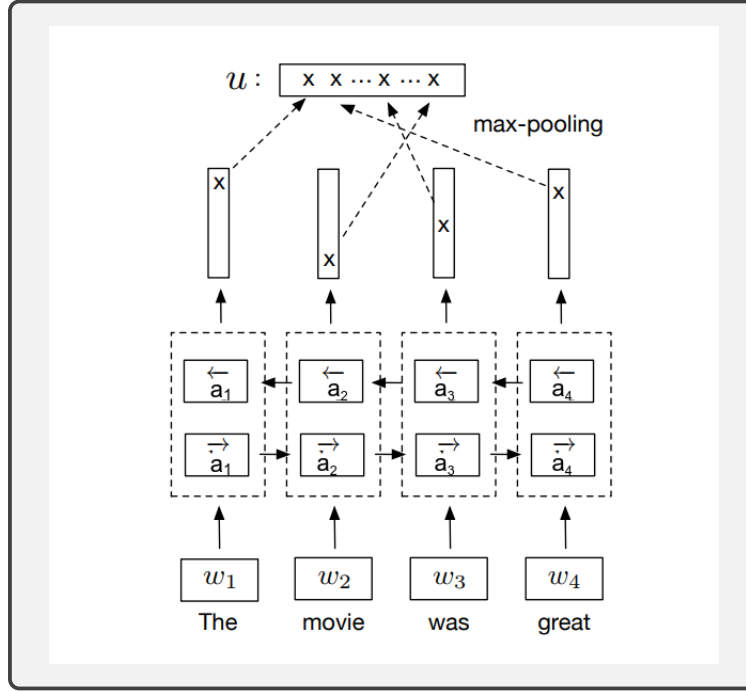 u : x x ... x ... x
max-pooling
x x x x
←a₁ ←a₂ ←a₃ ←a₄
→a₁ →a₂ →a₃ →a₄
w₁ w₂ w₃ w₄
The movie was great